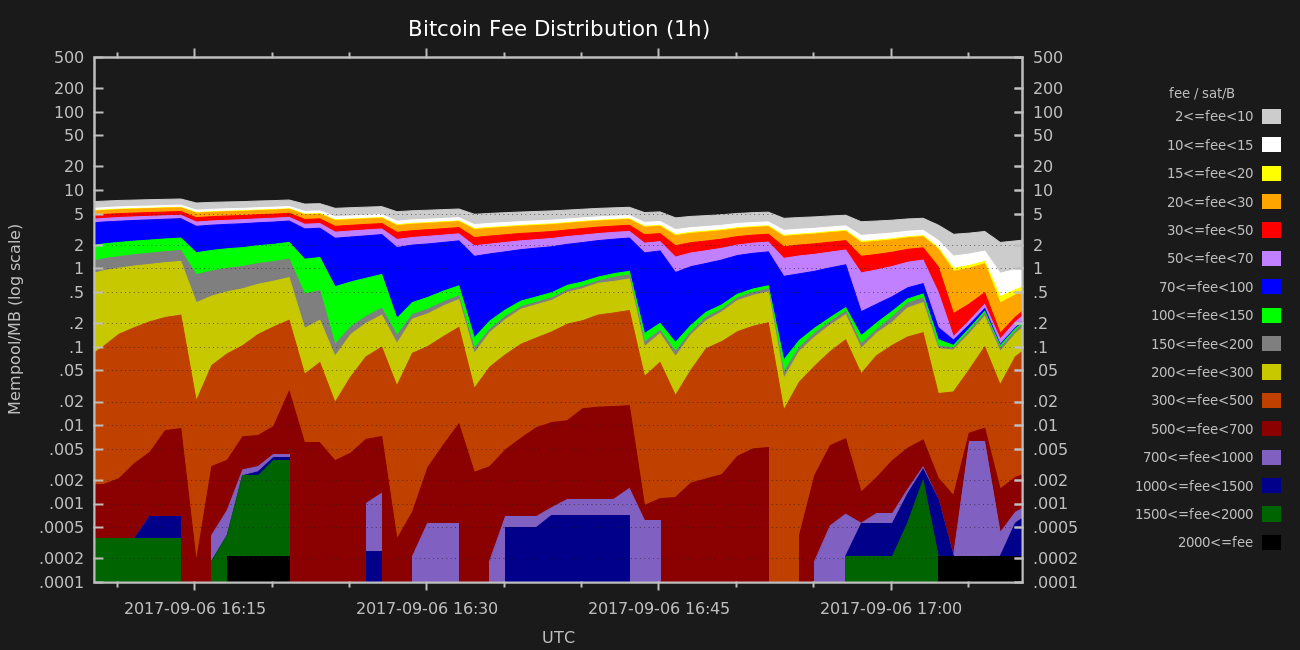 Bitcoin Fee Distribution (1h)
500 500
200 200
100 100
50 50
20 20
10 10
5 5
2 2
1 1
.5 .5
.2 .2
.1 .1
.05 .05
.02 .02
.01 .01
.005 .005
.002 .002
.001 .001
.0005 .0005
.0002 .0002
.0001 .0001
Mempool/MB (log scale)
2017-09-06 16:15 2017-09-06 16:30 2017-09-06 16:45 2017-09-06 17:00
UTC
fee / sat/B
2<=fee<10
10<=fee<15
15<=fee<20
20<=fee<30
30<=fee<50
50<=fee<70
70<=fee<100
100<=fee<150
150<=fee<200
200<=fee<300
300<=fee<500
500<=fee<700
700<=fee<1000
1000<=fee<1500
1500<=fee<2000
2000<=fee